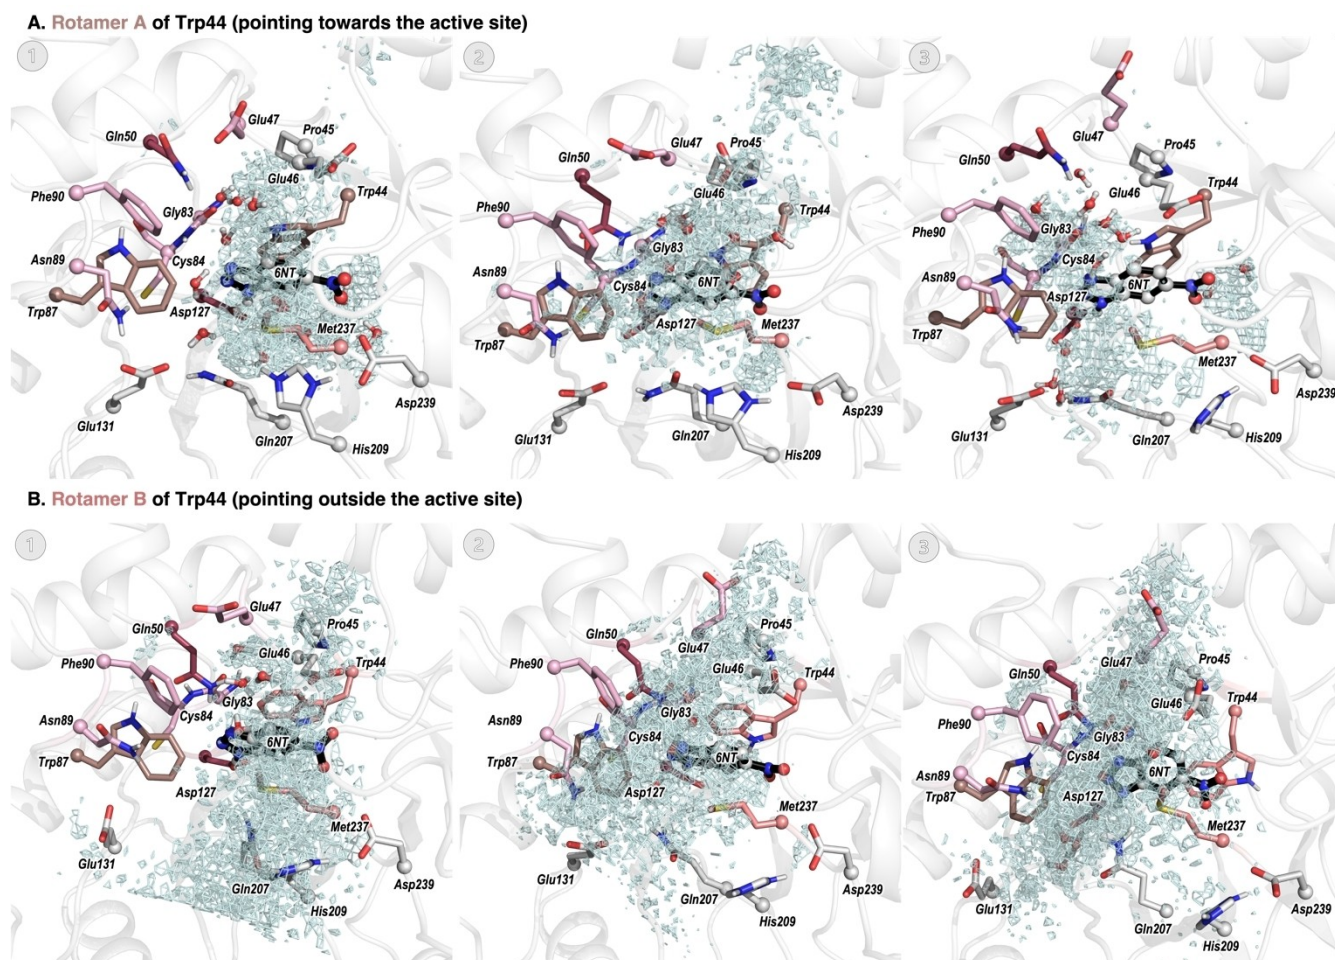 A. Rotamer A of Trp44 (pointing towards the active site)
1
Glu47
Gln50
Pro45
Glu46
Phe90
Trp44
Gly83
Asn89
Cys84
6NT
Trp87
Asp127
Met237
Asp239
Glu131
Gln207
His209
2
Glu47
Pro45
Gln50
Glu46
Phe90
Trp44
Gly83
Asn89
Cys84
6NT
Asp127
Met237
Trp87
Asp239
Glu131
Gln207
His209
3
Glu47
Pro45
Gln50
Glu46
Trp44
Phe90
Gly83
Cys84
Asn89
6NT
Asp127
Trp87
Met237
Asp239
Glu131
Gln207
His209
B. Rotamer B of Trp44 (pointing outside the active site)
1
Glu47
Gln50
Pro45
Glu46
Phe90
Trp44
Gly83
Cys84
Asn89
6NT
Trp87
Asp127
Met237
Glu131
Asp239
Gln207
His209
2
Gln50
Pro45
Glu47
Phe90
Glu46
Trp44
Gly83
Asn89
Cys84
6NT
Trp87
Asp127
Met237
Glu131
Asp239
Gln207
His209
3
Glu47
Pro45
Gln50
Glu46
Trp44
Phe90
Gly83
Cys84
6NT
Asn89
Trp87
Asp127
Met237
Glu131
Asp239
Gln207
His209